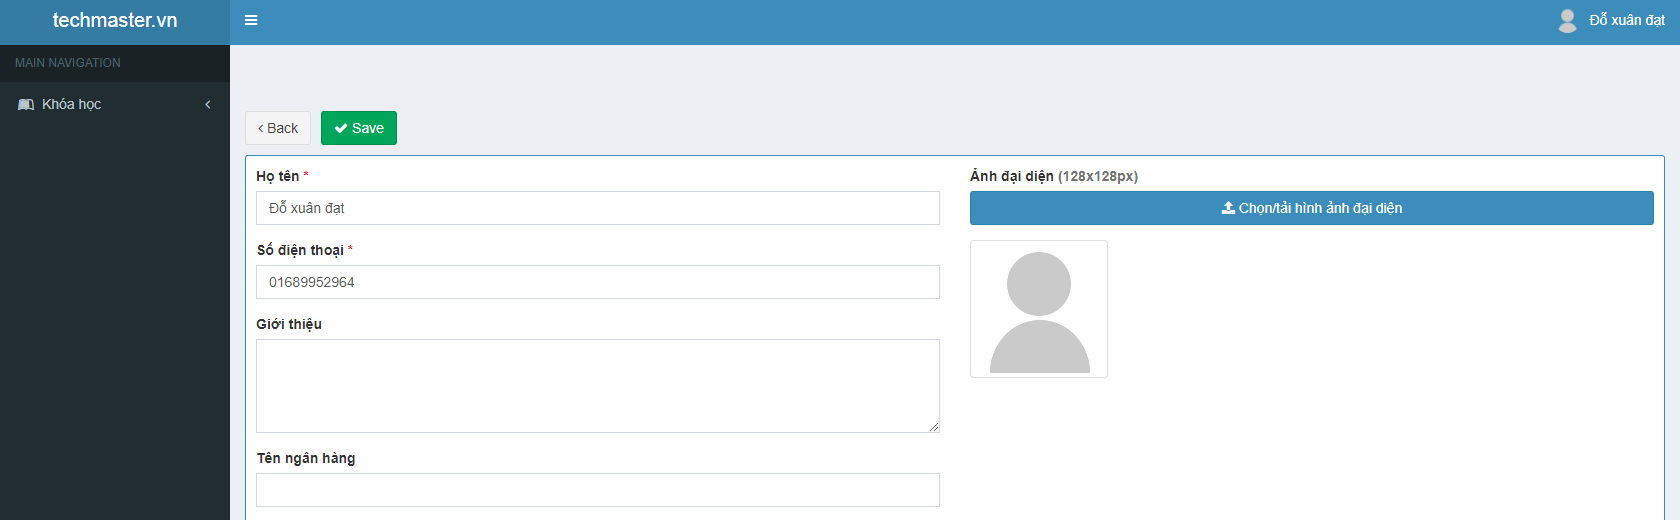 techmaster.vn
Đỗ xuân đạt
MAIN NAVIGATION
Khóa học
Back
Save
Họ tên *
Đỗ xuân đạt
Số điện thoại *
01689952964
Giới thiệu
Tên ngân hàng
Ảnh đại diện (128x128px)
Chọn/tải hình ảnh đại diện